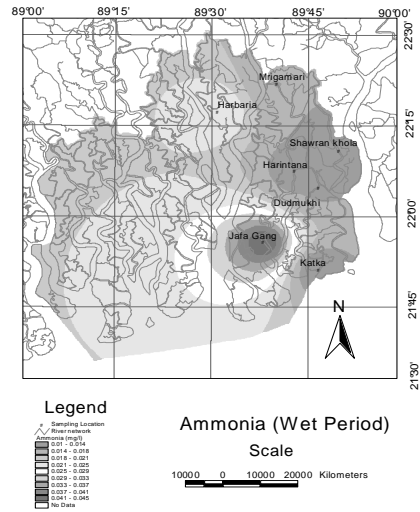 89°00' 89°15' 89°30' 89°45' 90°00'
22°30'
Mrigamari
Harbaria
22°15'
Shawran khola
Harintana
Dudmukhi
22°00'
Jafa Gang
Katka
21°45'
N
21°30'
Legend
Sampling Location
River network
Ammonia (mg/l)
0.01 - 0.014
0.014 - 0.018
0.018 - 0.021
0.021 - 0.025
0.025 - 0.029
0.029 - 0.033
0.033 - 0.037
0.037 - 0.041
0.041 - 0.045
No Data
Ammonia (Wet Period)
Scale
10000 0 10000 20000 Kilometers